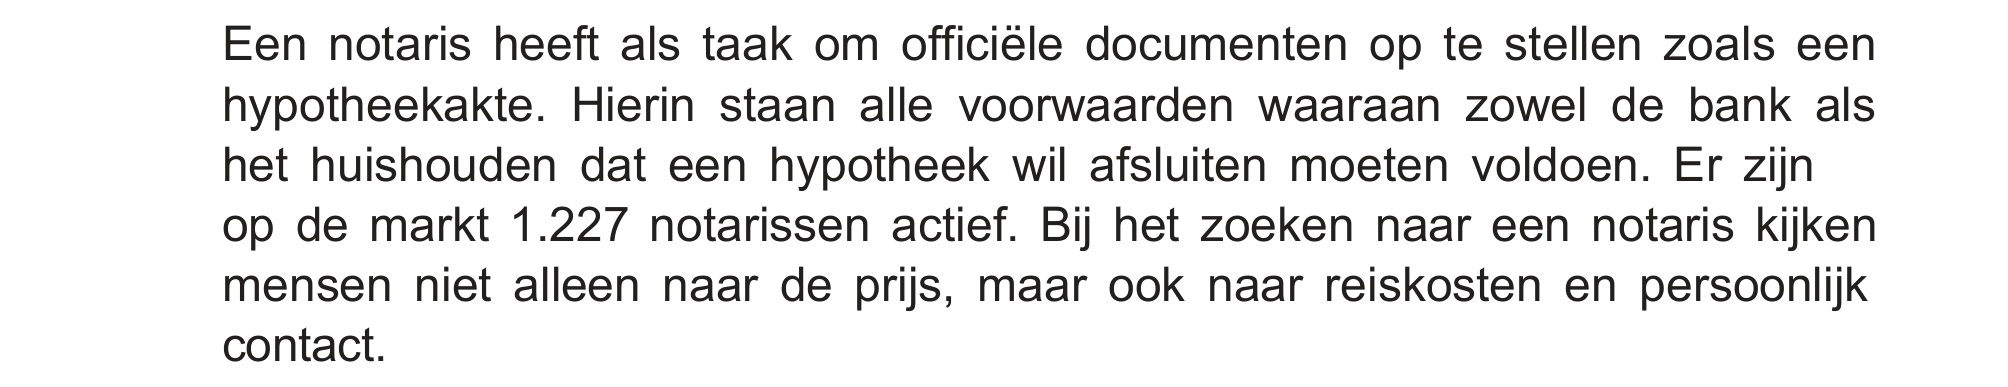 Een notaris heeft als taak om officiële documenten op te stellen zoals een
hypotheekakte. Hierin staan alle voorwaarden waaraan zowel de bank als
het huishouden dat een hypotheek wil afsluiten moeten voldoen. Er zijn
op de markt 1.227 notarissen actief. Bij het zoeken naar een notaris kijken
mensen niet alleen naar de prijs, maar ook naar reiskosten en persoonlijk
contact.